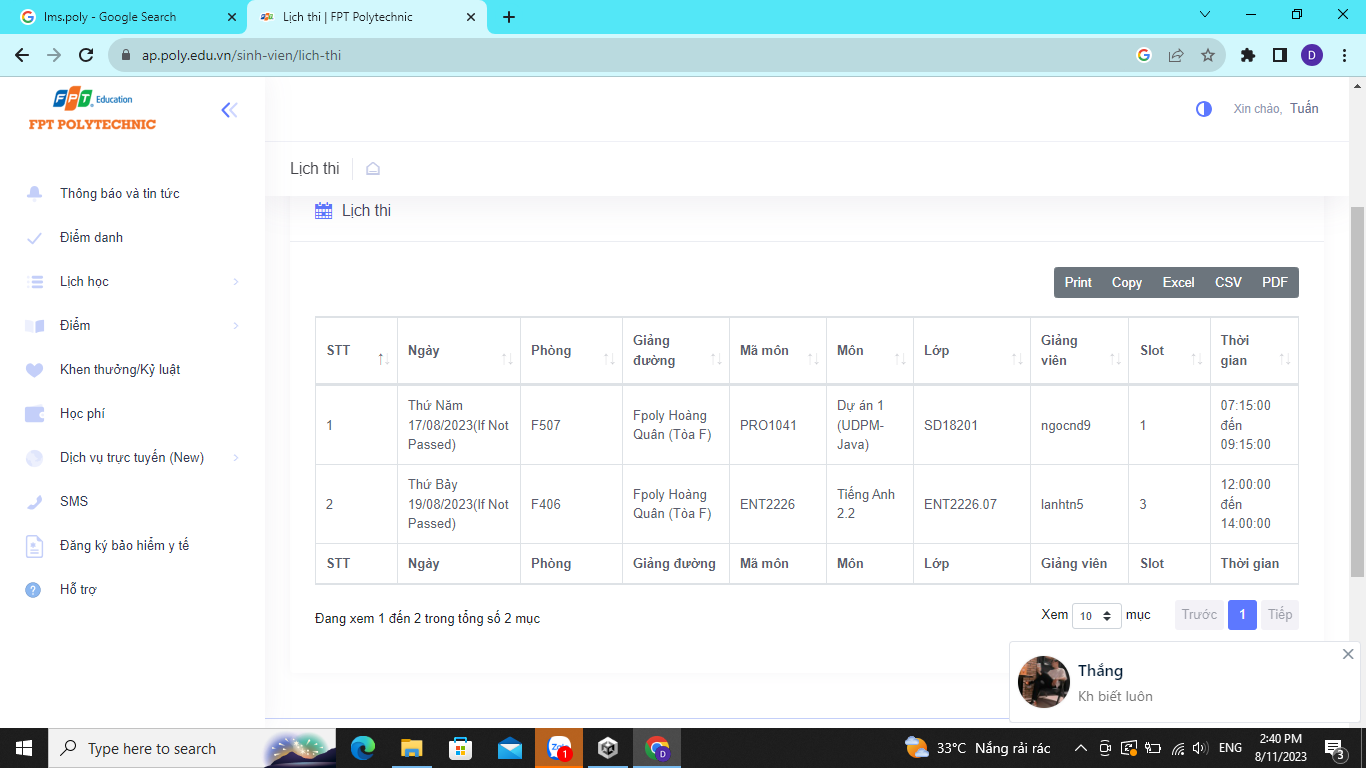 lms.poly - Google Search
Lịch thi | FPT Polytechnic
ap.poly.edu.vn/sinh-vien/lich-thi
D
FPT Education
FPT POLYTECHNIC
Xin chào, Tuấn
Lịch thi
Thông báo và tin tức
Điểm danh
Lịch học
Điểm
Khen thưởng/Kỷ luật
Học phí
Dịch vụ trực tuyến (New)
SMS
Đăng ký bảo hiểm y tế
Hỗ trợ
Lịch thi
Print Copy Excel CSV PDF
STT Ngày Phòng Giảng đường Mã môn Môn Lớp Giảng viên Slot Thời gian
1 Thứ Năm 17/08/2023(If Not Passed) F507 Fpoly Hoàng Quân (Tòa F) PRO1041 Dự án 1 (UDPM-Java) SD18201 ngocnd9 1 07:15:00 đến 09:15:00
2 Thứ Bảy 19/08/2023(If Not Passed) F406 Fpoly Hoàng Quân (Tòa F) ENT2226 Tiếng Anh 2.2 ENT2226.07 lanhtn5 3 12:00:00 đến 14:00:00
STT Ngày Phòng Giảng đường Mã môn Môn Lớp Giảng viên Slot Thời gian
Đang xem 1 đến 2 trong tổng số 2 mục
Xem 10 mục Trước 1 Tiếp
Thắng
Kh biết luôn
Type here to search
Zalo 1
D
33°C Nắng rải rác
ENG
2:40 PM
8/11/2023
3